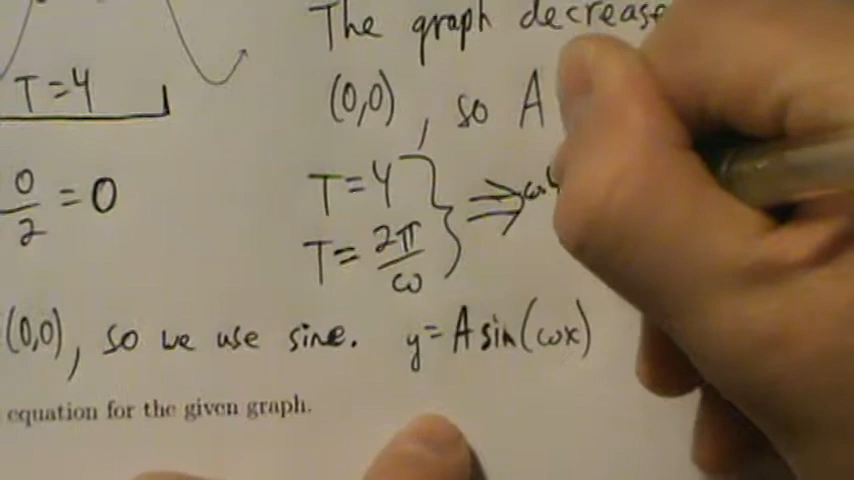 The graph decrease
T=4
(0,0), so A
T=4
0/2 = 0
⇒ ω4
T= 2π/ω
(0,0), so we use sine. y=A sin(ωx)
equation for the given graph.